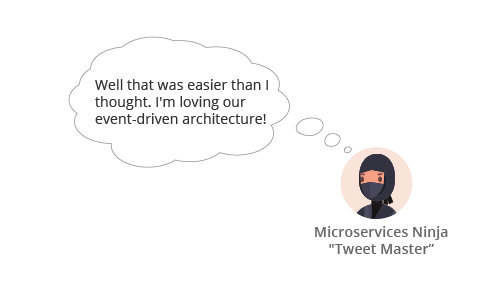 Well that was easier than I
thought. I'm loving our
event-driven architecture!
Microservices Ninja
"Tweet Master”